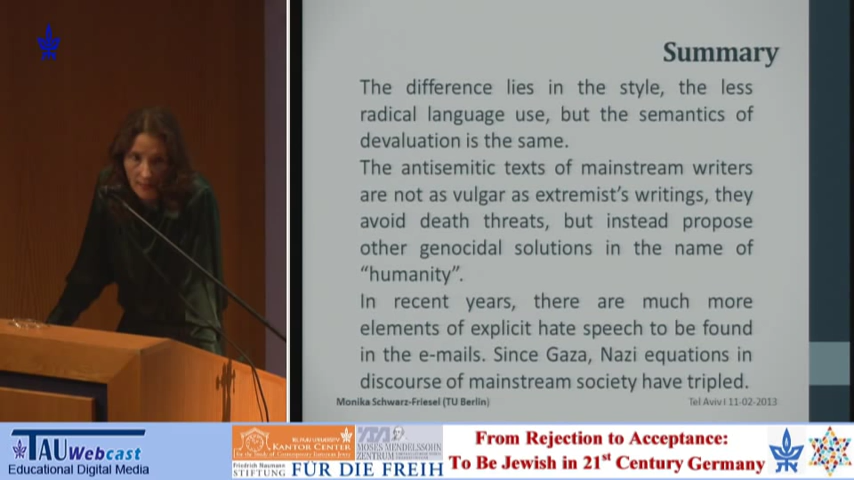 Summary
The difference lies in the style, the less
radical language use, but the semantics of
devaluation is the same.
The antisemitic texts of mainstream writers
are not as vulgar as extremist's writings, they
avoid death threats, but instead propose
other genocidal solutions in the name of
“humanity”.
In recent years, there are much more
elements of explicit hate speech to be found
in the e-mails. Since Gaza, Nazi equations in
discourse of mainstream society have tripled.
Monika Schwarz-Friesel (TU Berlin)
Tel Aviv I 11-02-2013
TAU Webcast
Educational Digital Media
KANTOR CENTER
MOSES MENDELSSOHN
ZENTRUM
Friedrich Naumann
STIFTUNG FÜR DIE FREIH
From Rejection to Acceptance:
To Be Jewish in 21st Century Germany